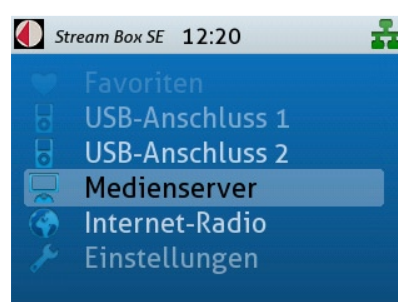 Stream Box SE 12:20
Favoriten
USB-Anschluss 1
USB-Anschluss 2
Medienserver
Internet-Radio
Einstellungen